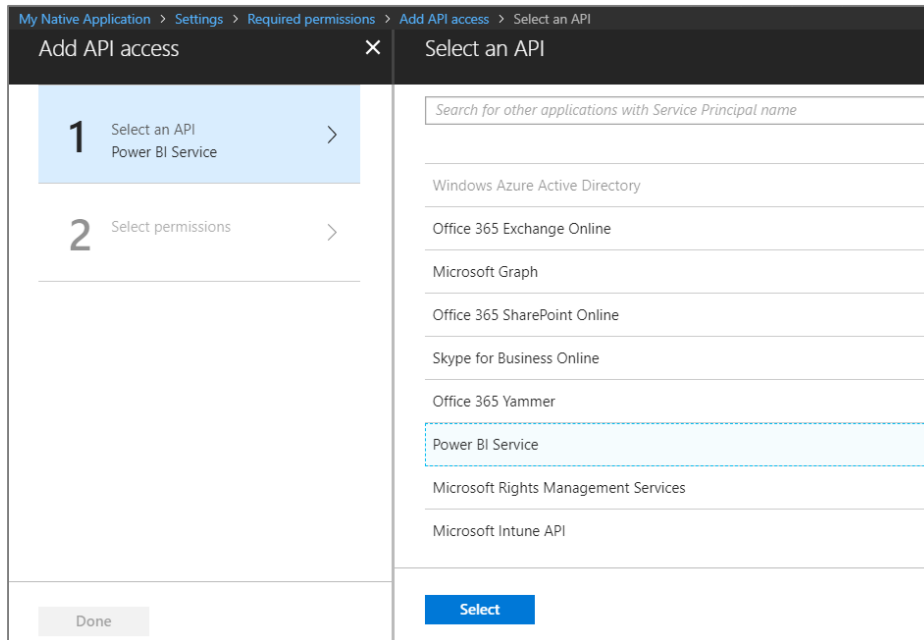 My Native Application > Settings > Required permissions > Add API access > Select an API
Add API access
1
Select an API
Power BI Service
2
Select permissions
Done
Select an API
Search for other applications with Service Principal name
Windows Azure Active Directory
Office 365 Exchange Online
Microsoft Graph
Office 365 SharePoint Online
Skype for Business Online
Office 365 Yammer
Power BI Service
Microsoft Rights Management Services
Microsoft Intune API
Select